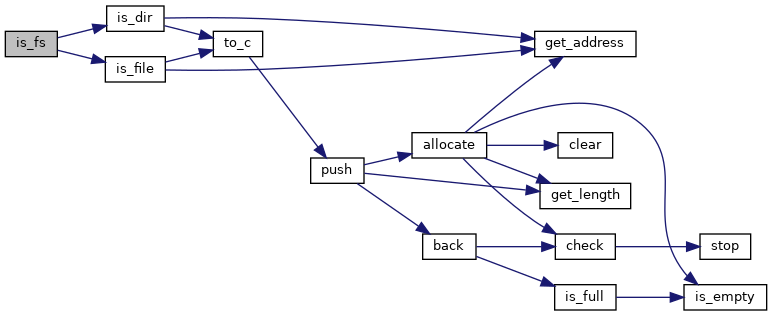 is_fs
is_dir
is_file
to_c
get_address
push
allocate
clear
get_length
back
check
stop
is_full
is_empty